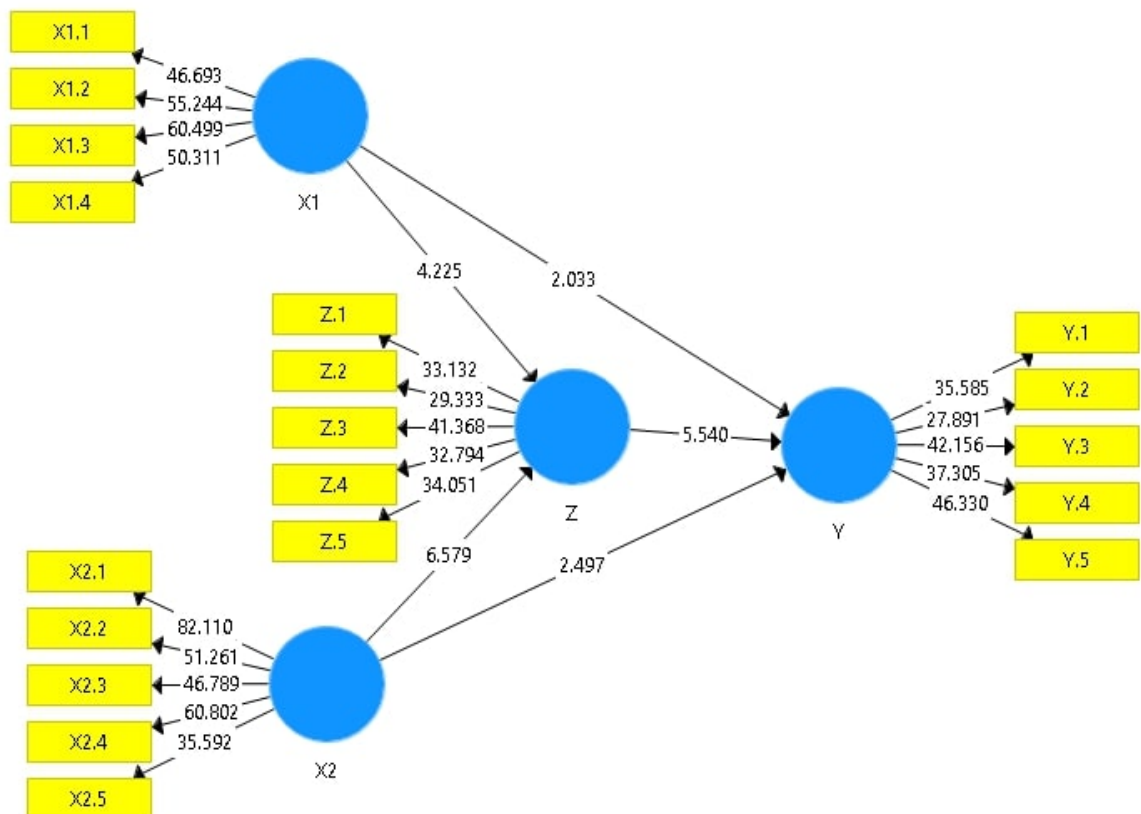 X1.1
X1.2
X1.3
X1.4
46.693
55.244
60.499
50.311
X1
4.225
2.033
Z.1
Z.2
Z.3
Z.4
Z.5
33.132
29.333
41.368
32.794
34.051
Z
5.540
6.579
2.497
Y
35.585
27.891
42.156
37.305
46.330
Y.1
Y.2
Y.3
Y.4
Y.5
X2.1
X2.2
X2.3
X2.4
X2.5
82.110
51.261
46.789
60.802
35.592
X2